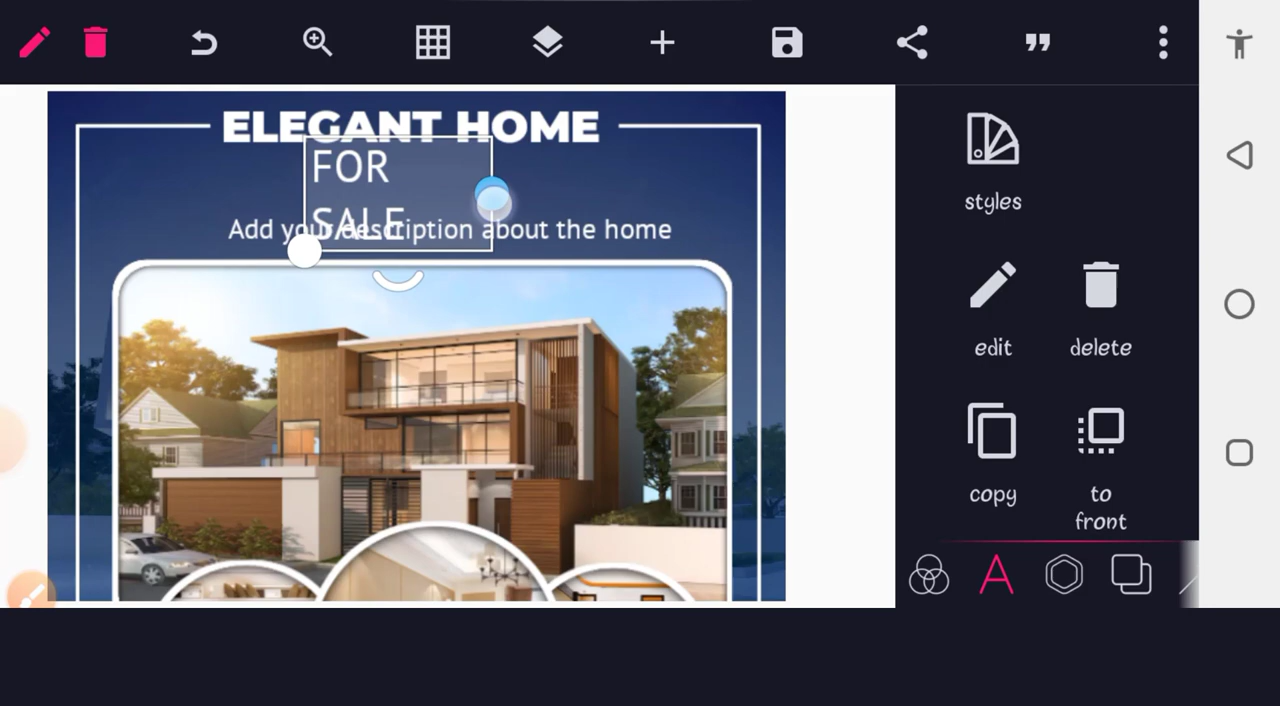 ELEGANT HOME
FOR
SALE
Add your description about the home
styles
edit
delete
copy
to
front